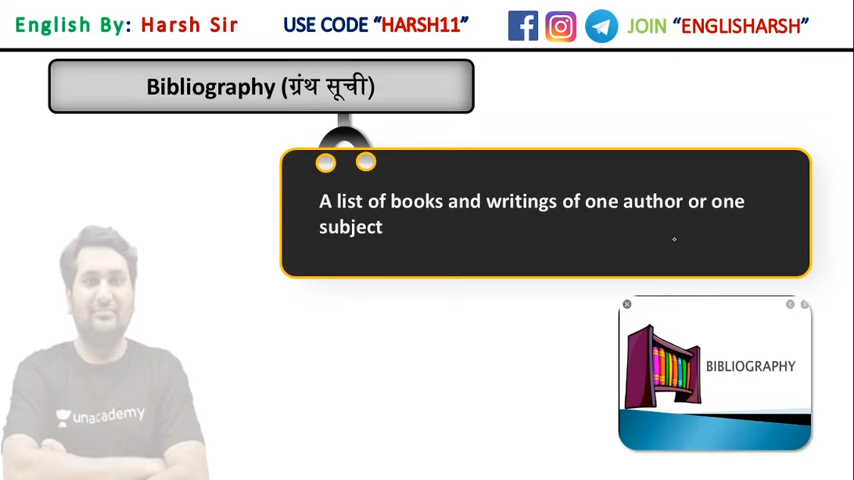 English By: Harsh Sir
USE CODE “HARSH11”
JOIN “ENGLISHARSH”
Bibliography (ग्रंथ सूची)
A list of books and writings of one author or one
subject
unacademy
BIBLIOGRAPHY